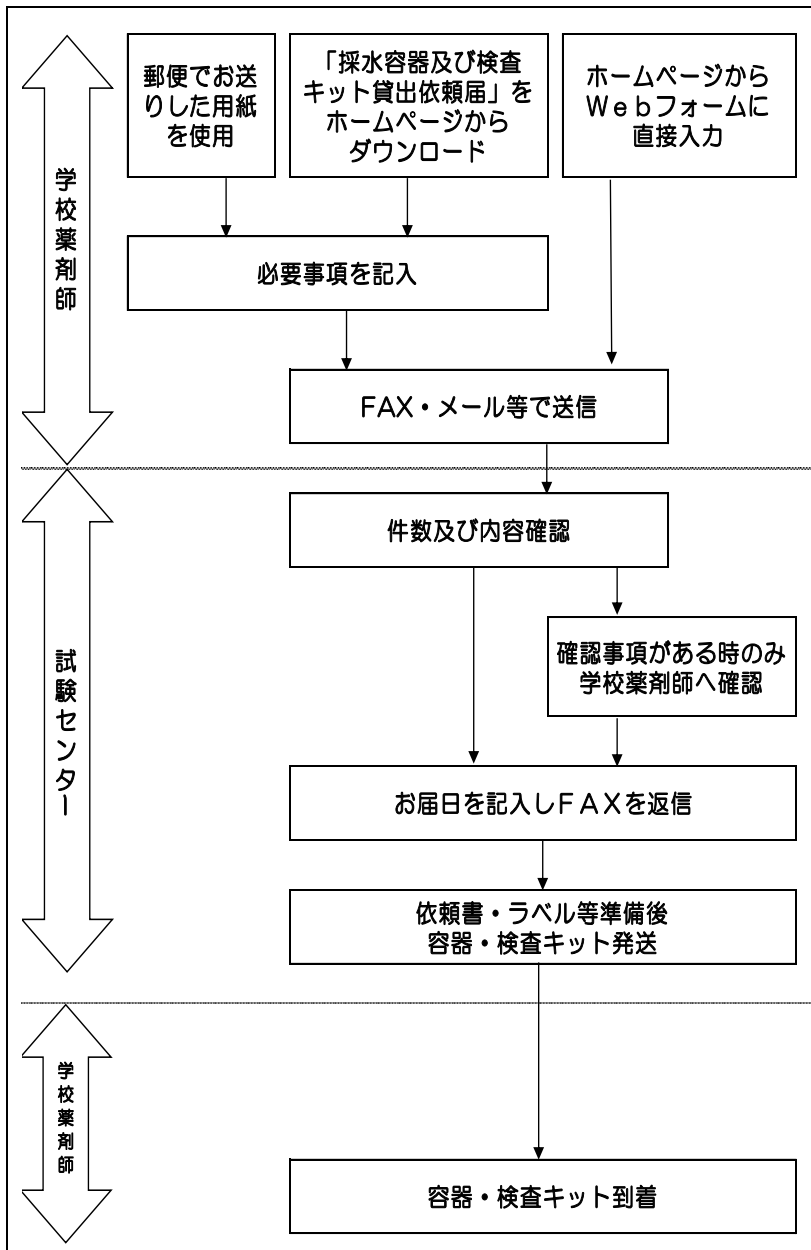 郵便でお送
りした用紙
を使用
「採水容器及び検査
キット貸出依頼届」を
ホームページから
ダウンロード
ホームページから
Ｗｅｂフォームに
直接入力
学校薬剤師
必要事項を記入
FAX・メール等で送信
試験センター
件数及び内容確認
確認事項がある時のみ
学校薬剤師へ確認
お届日を記入しＦＡＸを返信
依頼書・ラベル等準備後
容器・検査キット発送
学校薬剤師
容器・検査キット到着